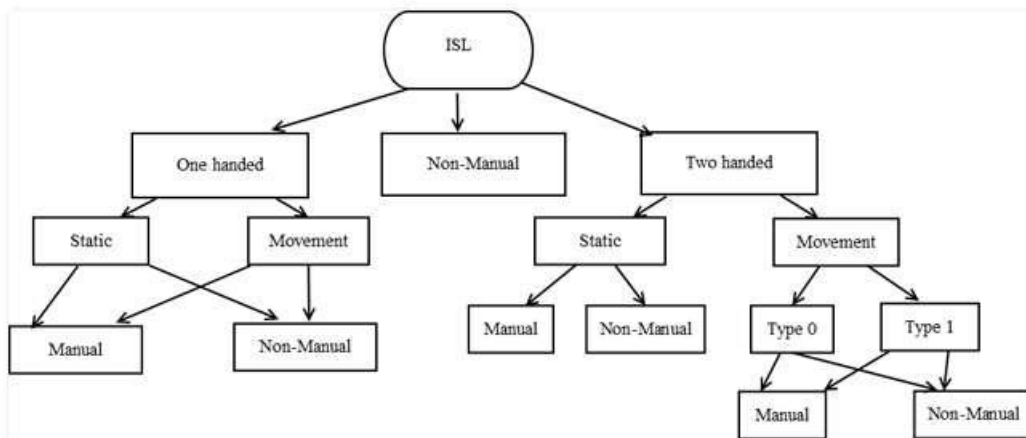 ISL
One handed
Non-Manual
Two handed
Static
Movement
Static
Movement
Manual
Non-Manual
Manual
Non-Manual
Type 0
Type 1
Manual
Non-Manual